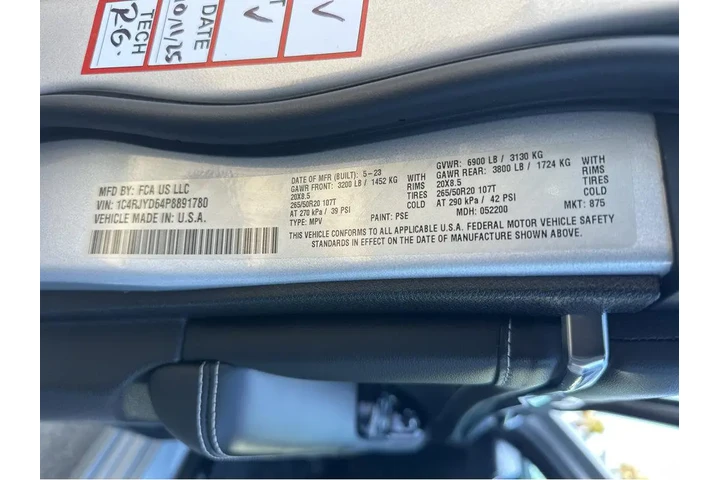 TECH
R.G.
DATE
10/11/25
V
V
MFD BY: FCA US LLC
VIN: 1C4RJYD64P8891780
VEHICLE MADE IN U.S.A.
DATE OF MFR (BUILT): 5-23
GAWR FRONT: 3200 LB / 1452 KG
WITH
20X8.5
RIMS
265/50R20 107T
TIRES
AT 270 kPa / 39 PSI
COLD
TYPE: MPV
PAINT: PSE
GVWR: 6900 LB / 3130 KG
GAWR REAR: 3800 LB / 1724 KG
WITH
20X8.5
RIMS
265/50R20 107T
TIRES
AT 290 kPa / 42 PSI
COLD
MDH: 052200
MKT: 875
THIS VEHICLE CONFORMS TO ALL APPLICABLE U.S.A. FEDERAL MOTOR VEHICLE SAFETY
STANDARDS IN EFFECT ON THE DATE OF MANUFACTURE SHOWN ABOVE.